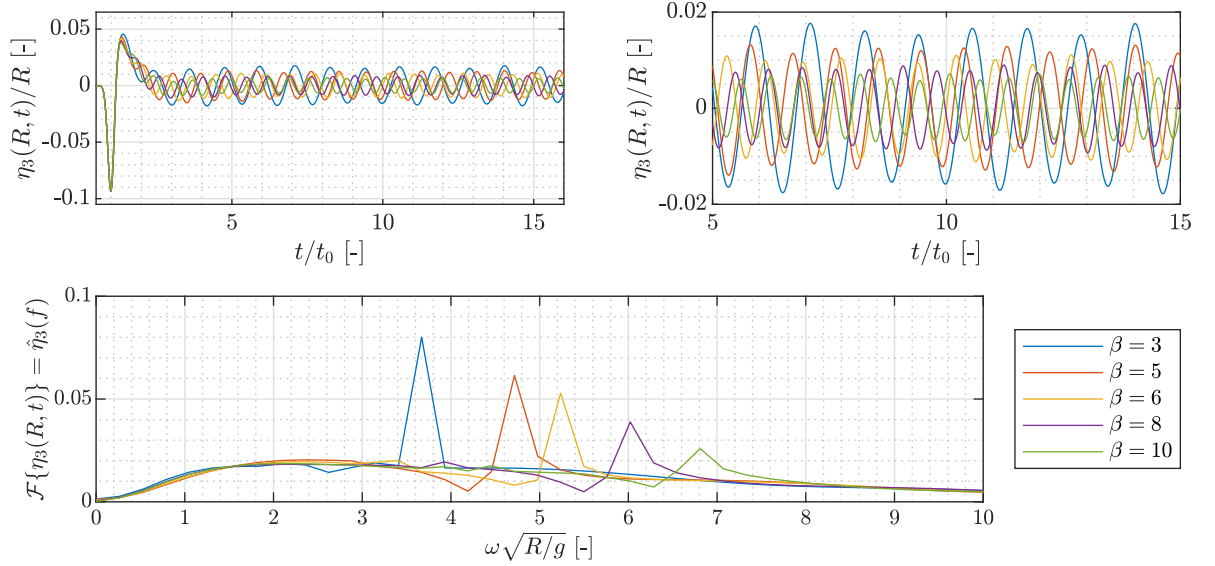 η₃(R, t)/R [-]
0.05
0
-0.05
-0.1
5
10
15
t/t₀ [-]
η₃(R, t)/R [-]
0.02
0
-0.02
5
10
15
t/t₀ [-]
ℱ{η₃(R, t)} = η̂₃(f)
0.1
0.05
0
0 1 2 3 4 5 6 7 8 9 10
ω√(R/g) [-]
β = 3
β = 5
β = 6
β = 8
β = 10